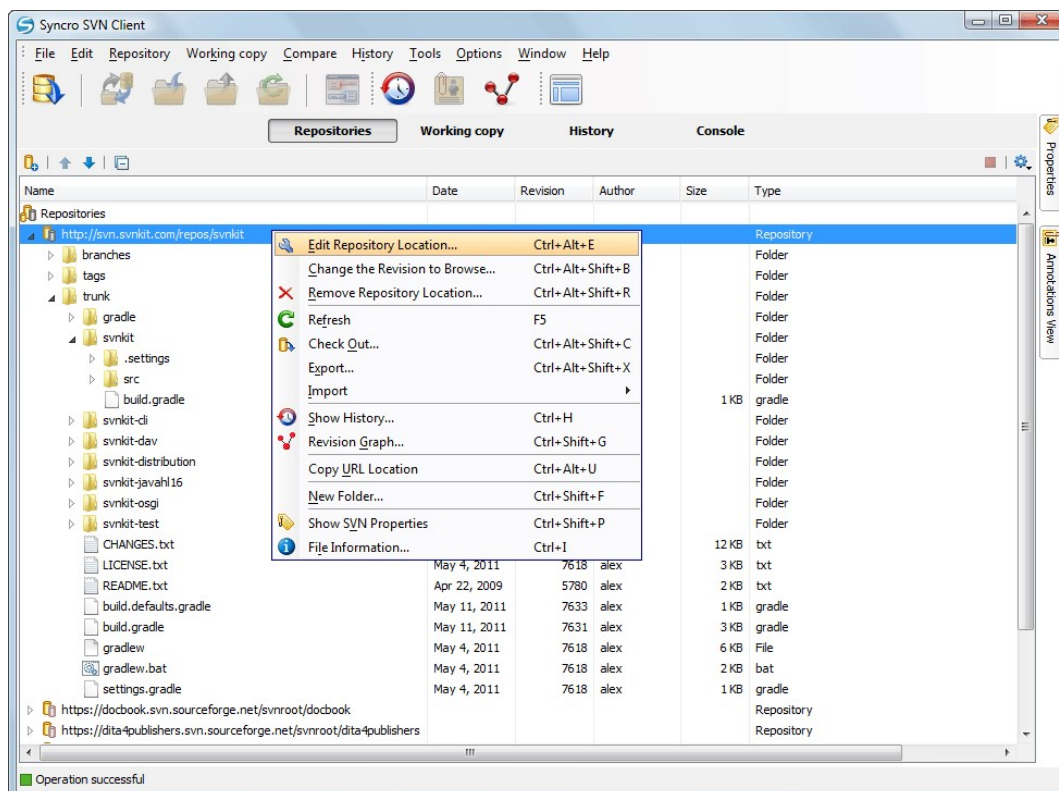 Syncro SVN Client
File Edit Repository Working copy Compare History Tools Options Window Help
Repositories Working copy History Console
Name Date Revision Author Size Type
Repositories
http://svn.svnkit.com/repos/svnkit Repository
Edit Repository Location... Ctrl+Alt+E
Change the Revision to Browse... Ctrl+Alt+Shift+B
Remove Repository Location... Ctrl+Alt+Shift+R
Refresh F5
Check Out... Ctrl+Alt+Shift+C
Export... Ctrl+Alt+Shift+X
Import
Show History... Ctrl+H
Revision Graph... Ctrl+Shift+G
Copy URL Location Ctrl+Alt+U
New Folder... Ctrl+Shift+F
Show SVN Properties Ctrl+Shift+P
File Information... Ctrl+I
branches Folder
tags Folder
trunk Folder
gradle Folder
svnkit Folder
.settings Folder
src Folder
build.gradle 1 KB gradle
svnkit-cli Folder
svnkit-dav Folder
svnkit-distribution Folder
svnkit-javahl16 Folder
svnkit-osgi Folder
svnkit-test Folder
CHANGES.txt 12 KB txt
LICENSE.txt May 4, 2011 7618 alex 3 KB txt
README.txt Apr 22, 2009 5780 alex 2 KB txt
build.defaults.gradle May 11, 2011 7633 alex 1 KB gradle
build.gradle May 11, 2011 7631 alex 3 KB gradle
gradlew May 4, 2011 7618 alex 6 KB File
gradlew.bat May 4, 2011 7618 alex 2 KB bat
settings.gradle May 4, 2011 7618 alex 1 KB gradle
https://docbook.svn.sourceforge.net/svnroot/docbook Repository
https://dita4publishers.svn.sourceforge.net/svnroot/dita4publishers Repository
Operation successful
Properties
Annotations View